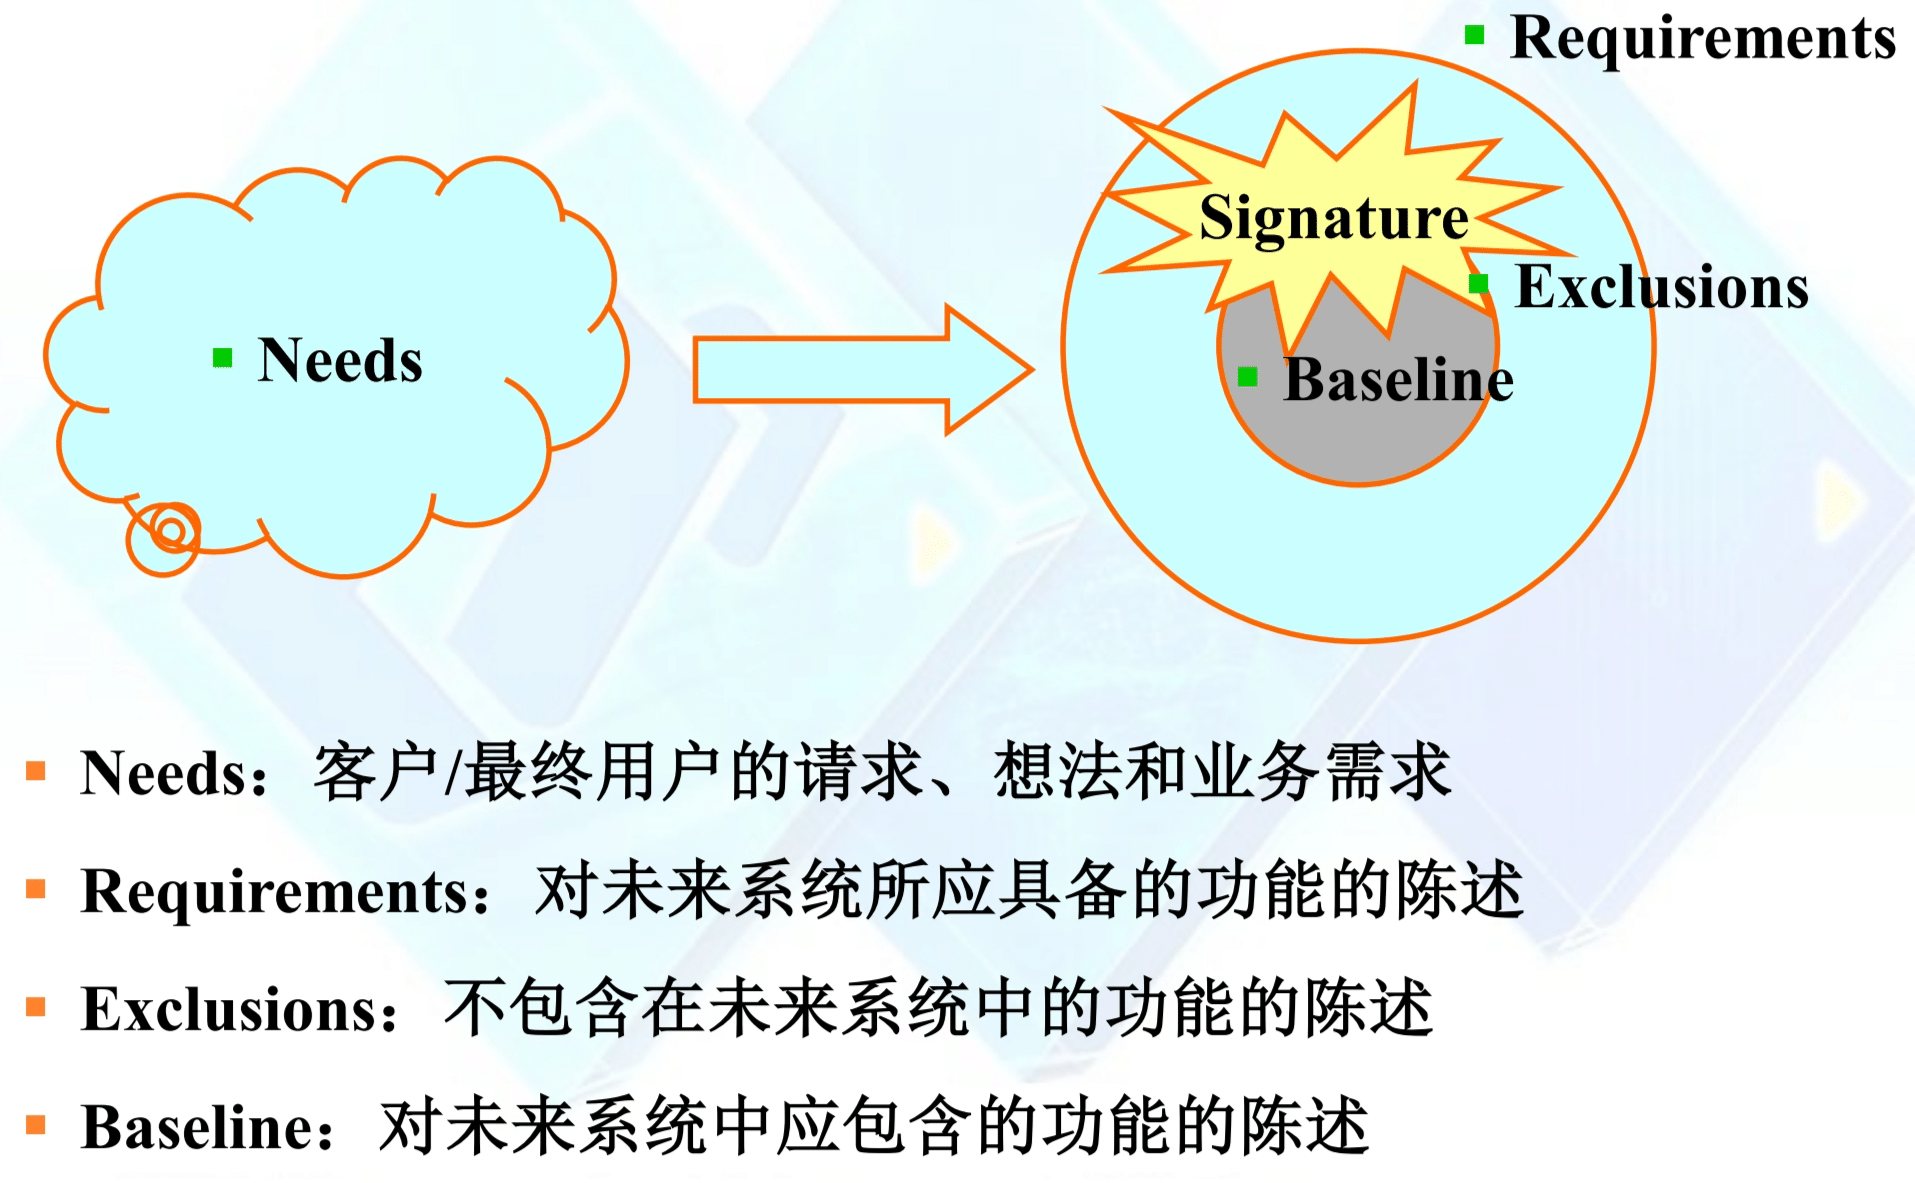 Requirements
Signature
Exclusions
Needs
Baseline
Needs：客户/最终用户的请求、想法和业务需求
Requirements：对未来系统所应具备的功能的陈述
Exclusions：不包含在未来系统中的功能的陈述
Baseline：对未来系统中应包含的功能的陈述